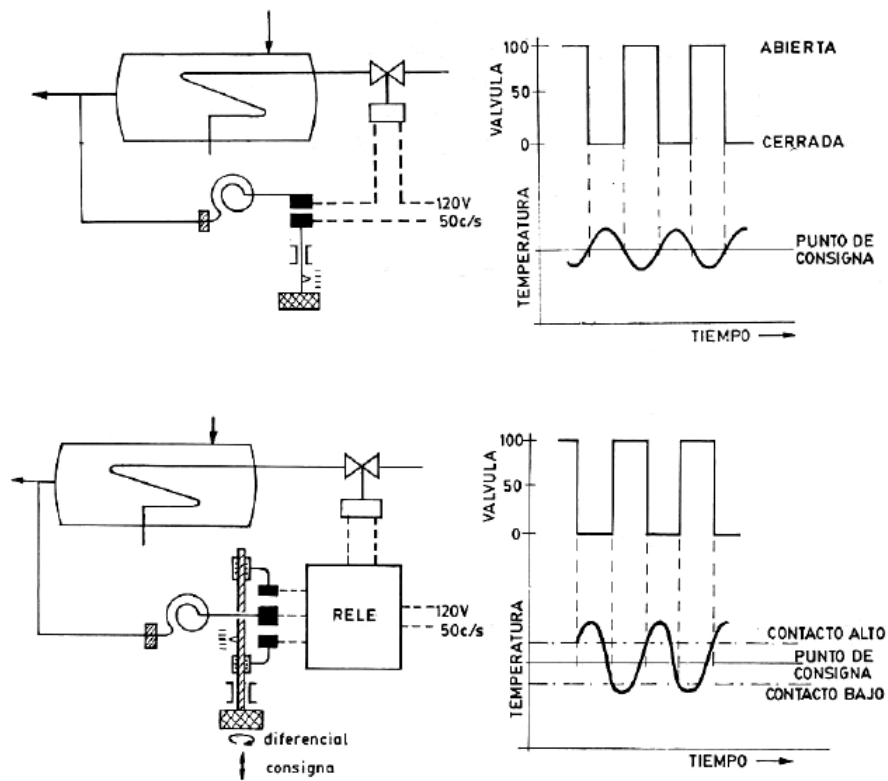 100
ABIERTA
VALVULA
50
0
CERRADA
120V
50c/s
TEMPERATURA
PUNTO DE
CONSIGNA
TIEMPO
100
VALVULA
50
0
RELE
120V
50c/s
TEMPERATURA
CONTACTO ALTO
PUNTO DE
CONSIGNA
CONTACTO BAJO
diferencial
consigna
TIEMPO